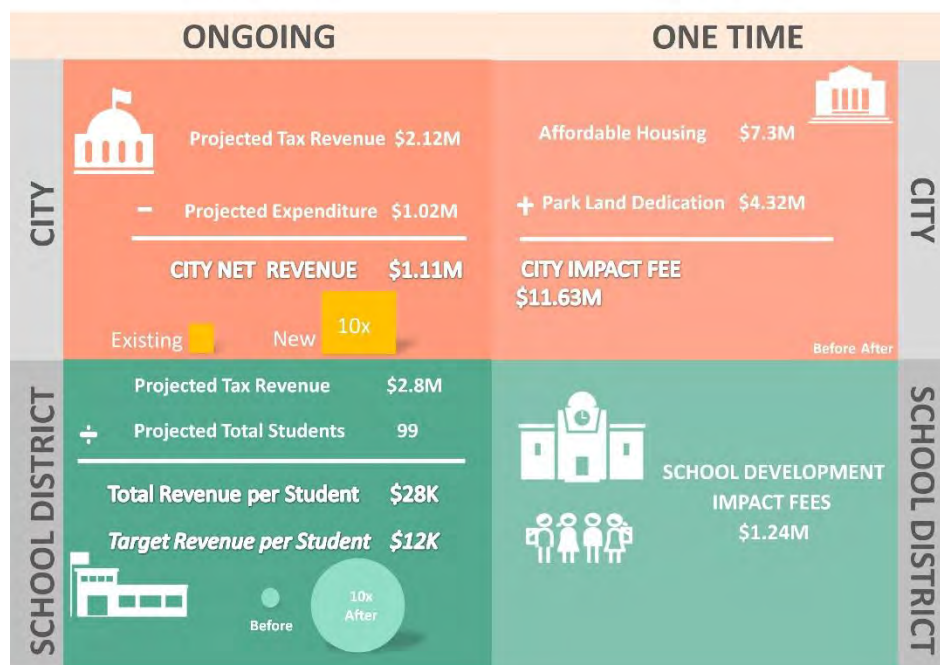 ONGOING
ONE TIME
CITY
Projected Tax Revenue $2.12M
− Projected Expenditure $1.02M
CITY NET REVENUE $1.11M
Existing
New
10x
Affordable Housing $7.3M
+ Park Land Dedication $4.32M
CITY IMPACT FEE
$11.63M
Before After
CITY
SCHOOL DISTRICT
Projected Tax Revenue $2.8M
÷ Projected Total Students 99
Total Revenue per Student $28K
Target Revenue per Student $12K
Before
10x
After
SCHOOL DEVELOPMENT
IMPACT FEES
$1.24M
SCHOOL DISTRICT